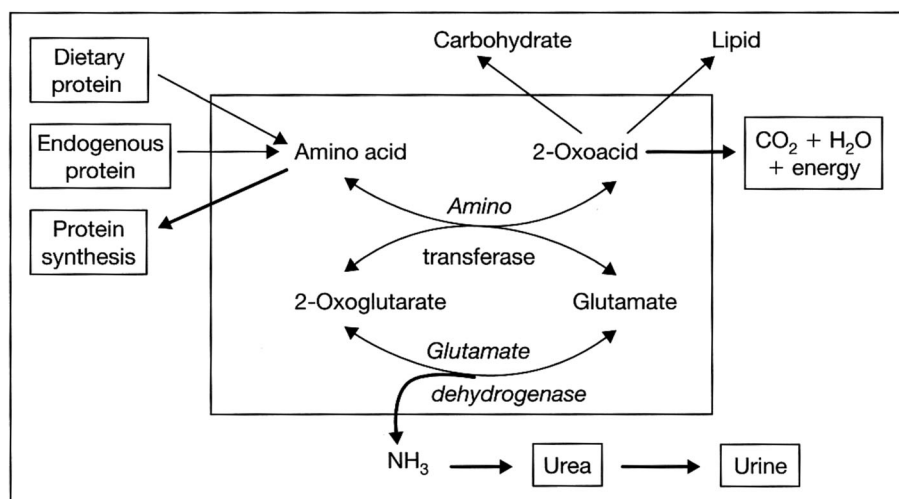 Carbohydrate
Lipid
Dietary
protein
Endogenous
protein
Protein
synthesis
Amino acid
2-Oxoacid
CO₂ + H₂O
+ energy
Amino
transferase
2-Oxoglutarate
Glutamate
Glutamate
dehydrogenase
NH₃
Urea
Urine